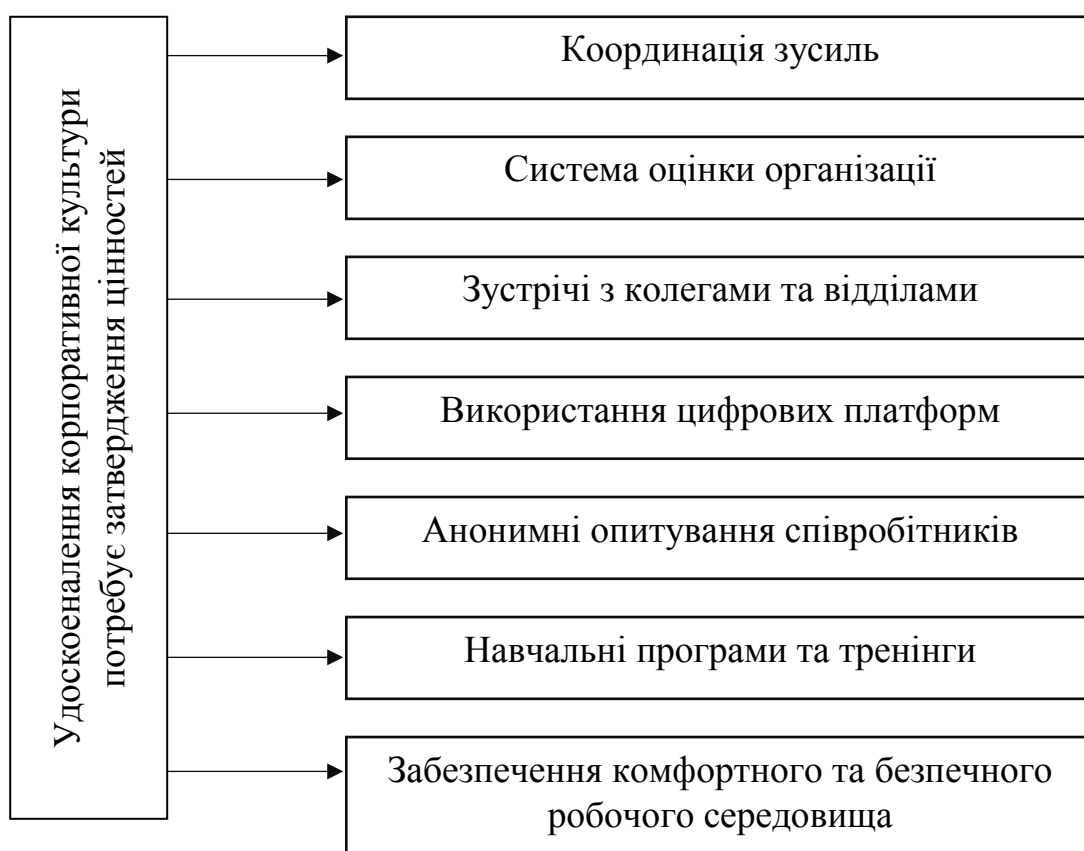 Удоскоеналення корпоративної культури
потребує затвердження цінностей
Координація зусиль
Система оцінки організації
Зустрічі з колегами та відділами
Використання цифрових платформ
Анонимні опитування співробітників
Навчальні програми та тренінги
Забезпечення комфортного та безпечного
робочого середовища